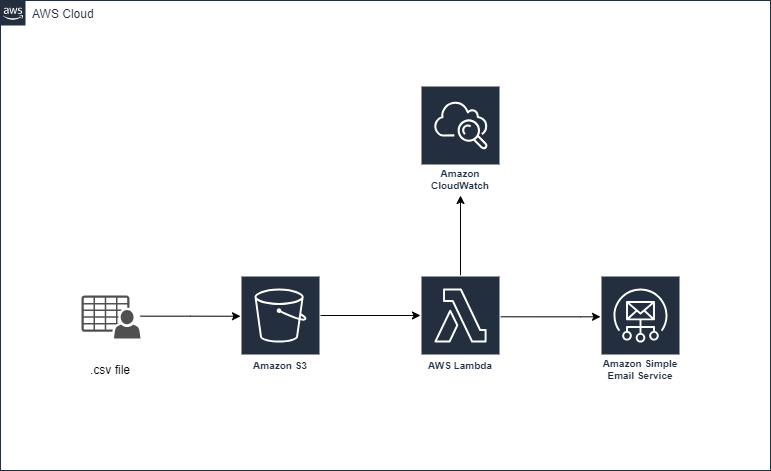 aws
AWS Cloud
Amazon
CloudWatch
.csv file
Amazon S3
AWS Lambda
Amazon Simple
Email Service